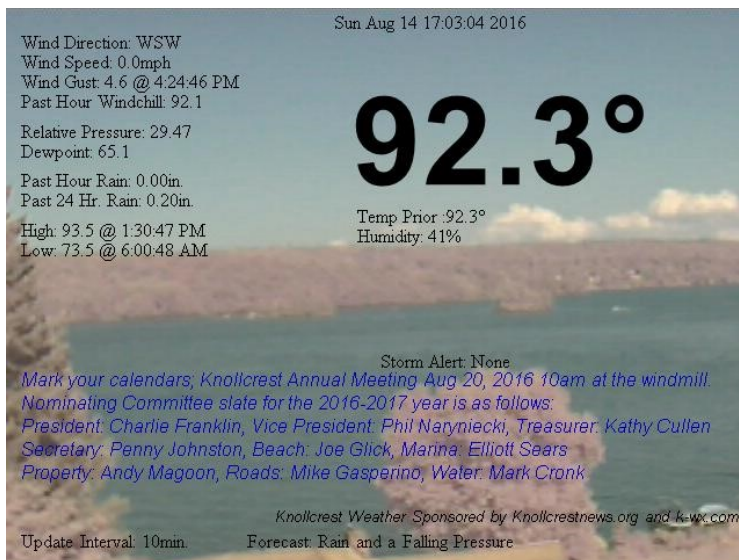 Sun Aug 14 17:03:04 2016
Wind Direction: WSW
Wind Speed: 0.0mph
Wind Gust: 4.6 @ 4:24:46 PM
Past Hour Windchill: 92.1
Relative Pressure: 29.47
Dewpoint: 65.1
Past Hour Rain: 0.00in.
Past 24 Hr. Rain: 0.20in.
High: 93.5 @ 1:30:47 PM
Low: 73.5 @ 6:00:48 AM
92.3°
Temp Prior :92.3°
Humidity: 41%
Storm Alert: None
Mark your calendars; Knollcrest Annual Meeting Aug 20, 2016 10am at the windmill.
Nominating Committee slate for the 2016-2017 year is as follows:
President: Charlie Franklin, Vice President: Phil Naryniecki, Treasurer: Kathy Cullen
Secretary: Penny Johnston, Beach: Joe Glick, Marina: Elliott Sears
Property: Andy Magoon, Roads: Mike Gasperino, Water: Mark Cronk
Knollcrest Weather Sponsored by Knollcrestnews.org and k-wx.com
Update Interval: 10min. Forecast: Rain and a Falling Pressure